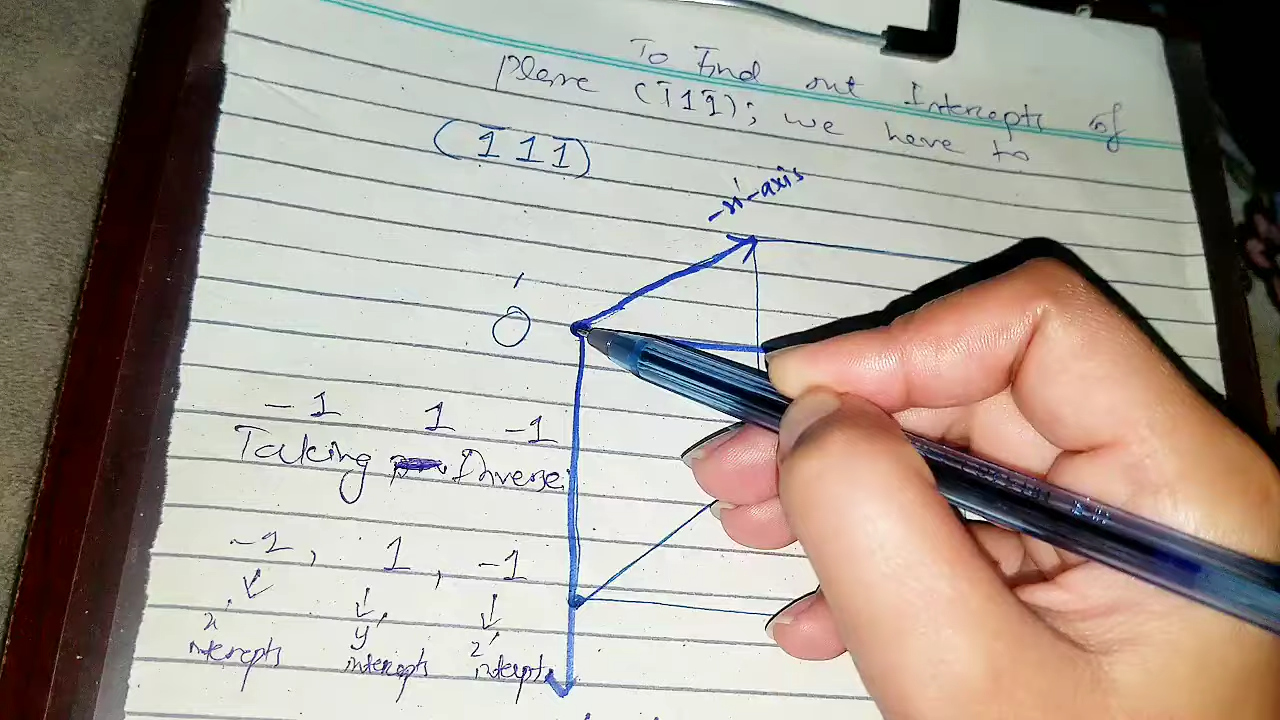 To Find out Intercepts of
Plane (1̄11̄); we have to
(1̄11̄)
-x'-axis
O'
-1 1 -1
Taking Inverse
-1, 1, -1
x' y' z'
intercepts intercepts intercepts